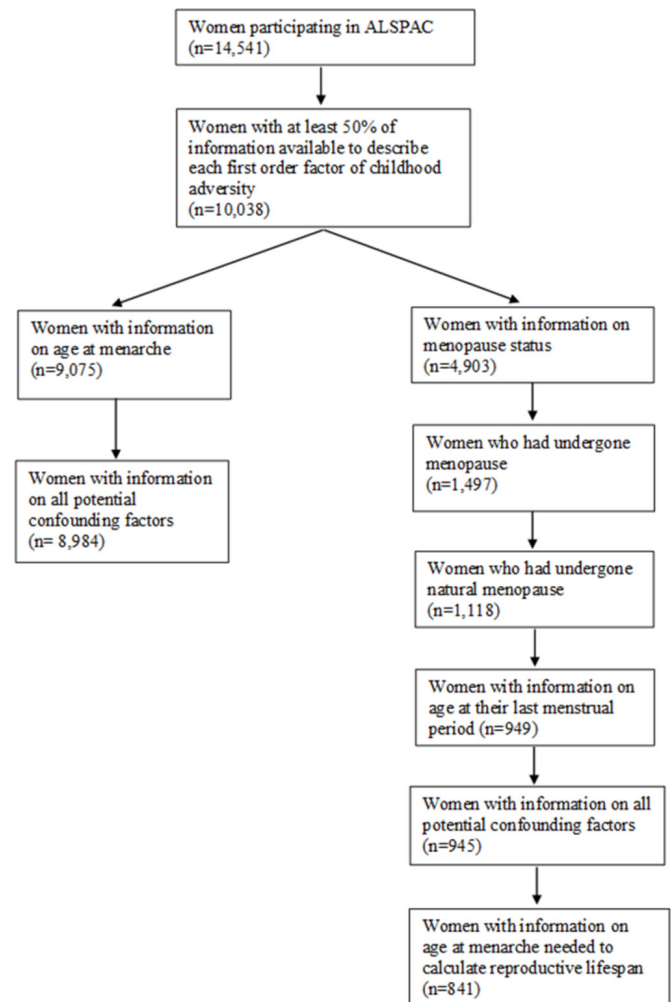 Women participating in ALSPAC
(n=14,541)
Women with at least 50% of
information available to describe
each first order factor of childhood
adversity
(n=10,038)
Women with information
on age at menarche
(n=9,075)
Women with information
on all potential
confounding factors
(n= 8,984)
Women with information on
menopause status
(n=4,903)
Women who had undergone
menopause
(n=1,497)
Women who had undergone
natural menopause
(n=1,118)
Women with information on
age at their last menstrual
period (n=949)
Women with information on all
potential confounding factors
(n=945)
Women with information on
age at menarche needed to
calculate reproductive lifespan
(n=841)